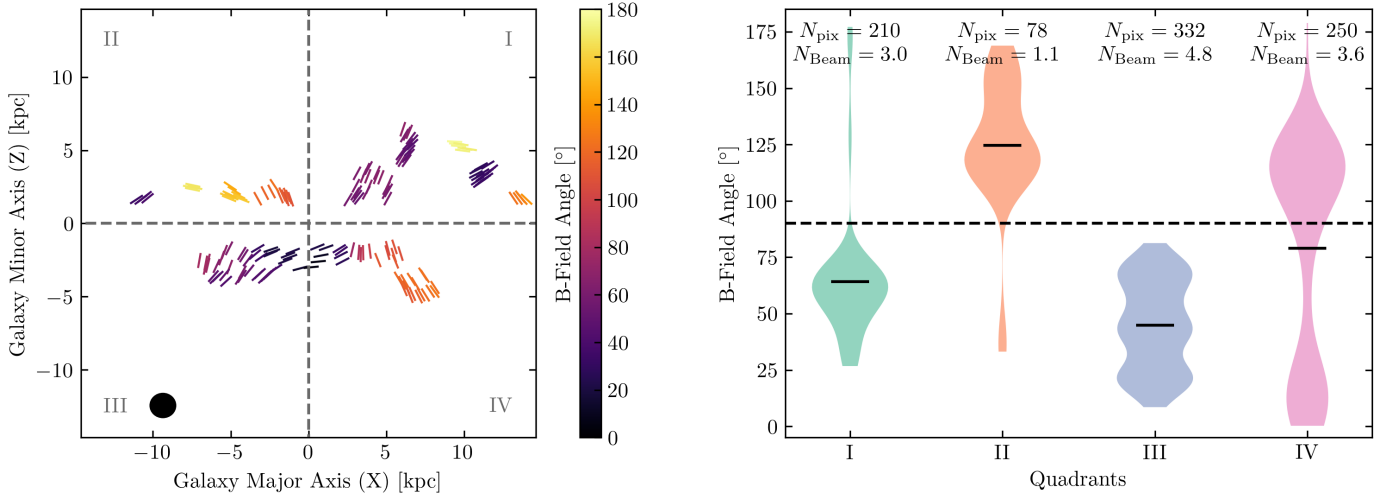 II
I
III
IV
15
10
5
0
−5
−10
Galaxy Minor Axis (Z) [kpc]
−10
−5
0
5
10
Galaxy Major Axis (X) [kpc]
180
160
140
120
100
80
60
40
20
0
B-Field Angle [°]
N_pix = 210
N_Beam = 3.0
N_pix = 78
N_Beam = 1.1
N_pix = 332
N_Beam = 4.8
N_pix = 250
N_Beam = 3.6
175
150
125
100
75
50
25
0
B-Field Angle [°]
I
II
III
IV
Quadrants